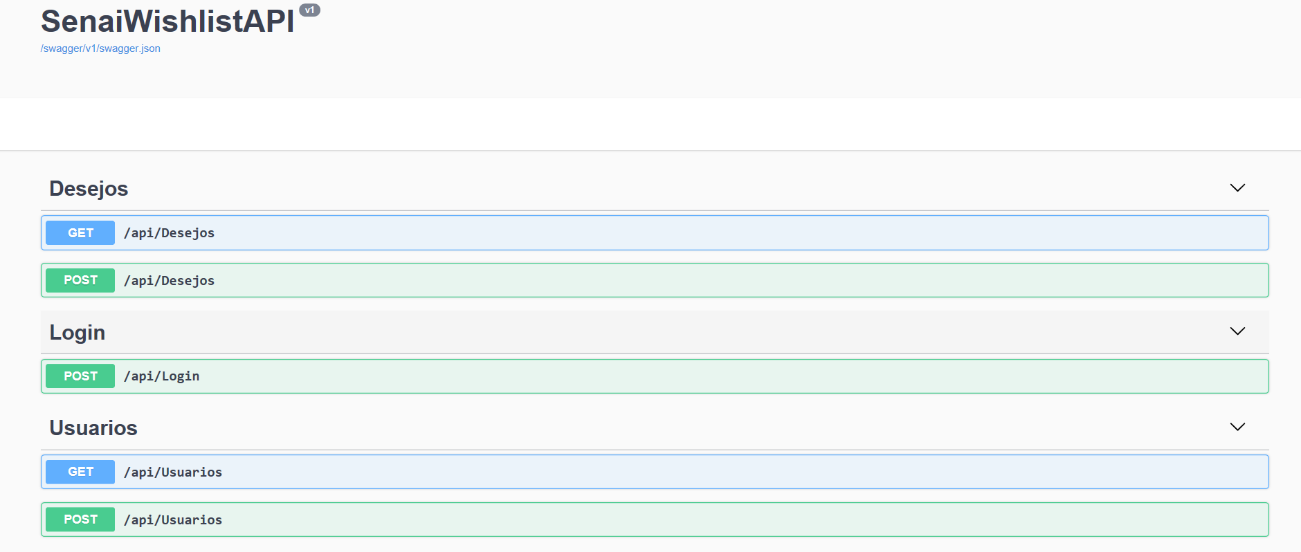 SenaiWishlistAPI v1
/swagger/v1/swagger.json
Desejos
GET /api/Desejos
POST /api/Desejos
Login
POST /api/Login
Usuarios
GET /api/Usuarios
POST /api/Usuarios